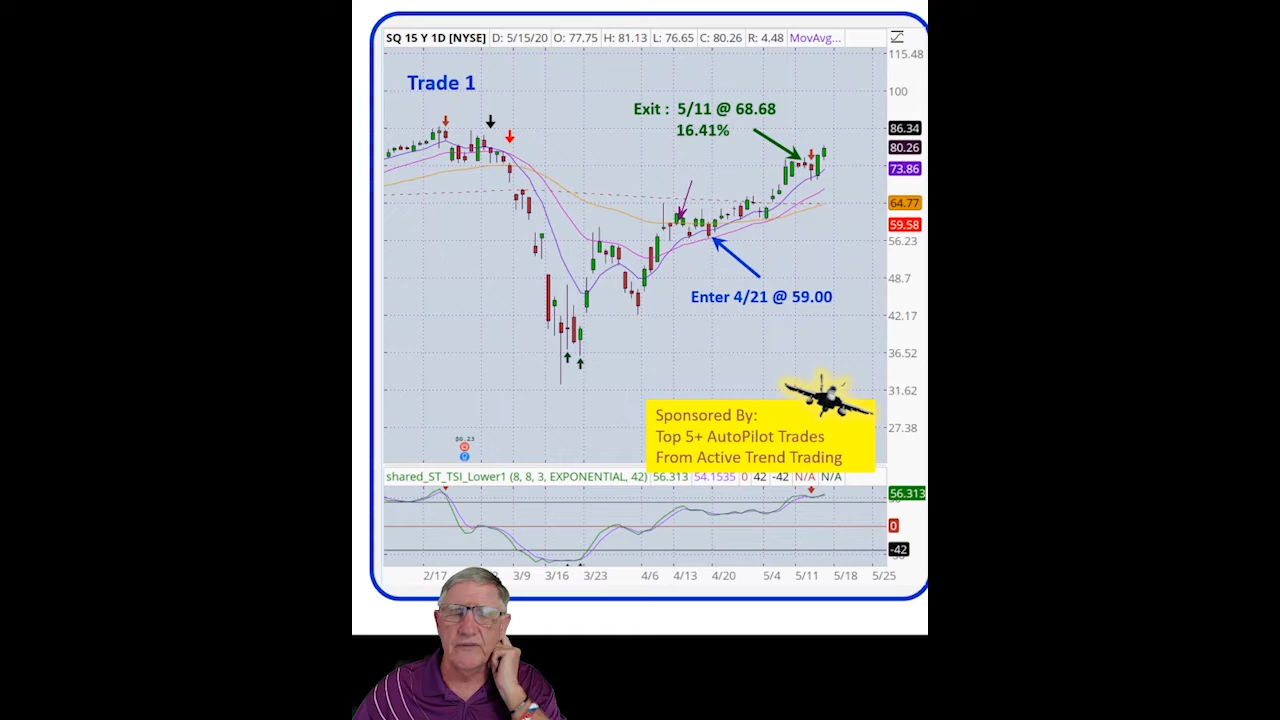 SQ 15 Y 1D [NYSE] D: 5/15/20 O: 77.75 H: 81.13 L: 76.65 C: 80.26 R: 4.48 MovAvg...
115.48
Trade 1
100
Exit : 5/11 @ 68.68
16.41%
86.34
80.26
73.86
64.77
59.58
56.23
48.7
Enter 4/21 @ 59.00
42.17
36.52
31.62
Sponsored By:
Top 5+ AutoPilot Trades
From Active Trend Trading
27.38
$0.23
shared_ST_TSI_Lower1 (8, 8, 3, EXPONENTIAL, 42) 56.313 54.1535 0 42 -42 N/A N/A
56.313
0
-42
2/17 3/9 3/16 3/23 4/6 4/13 4/20 5/4 5/11 5/18 5/25